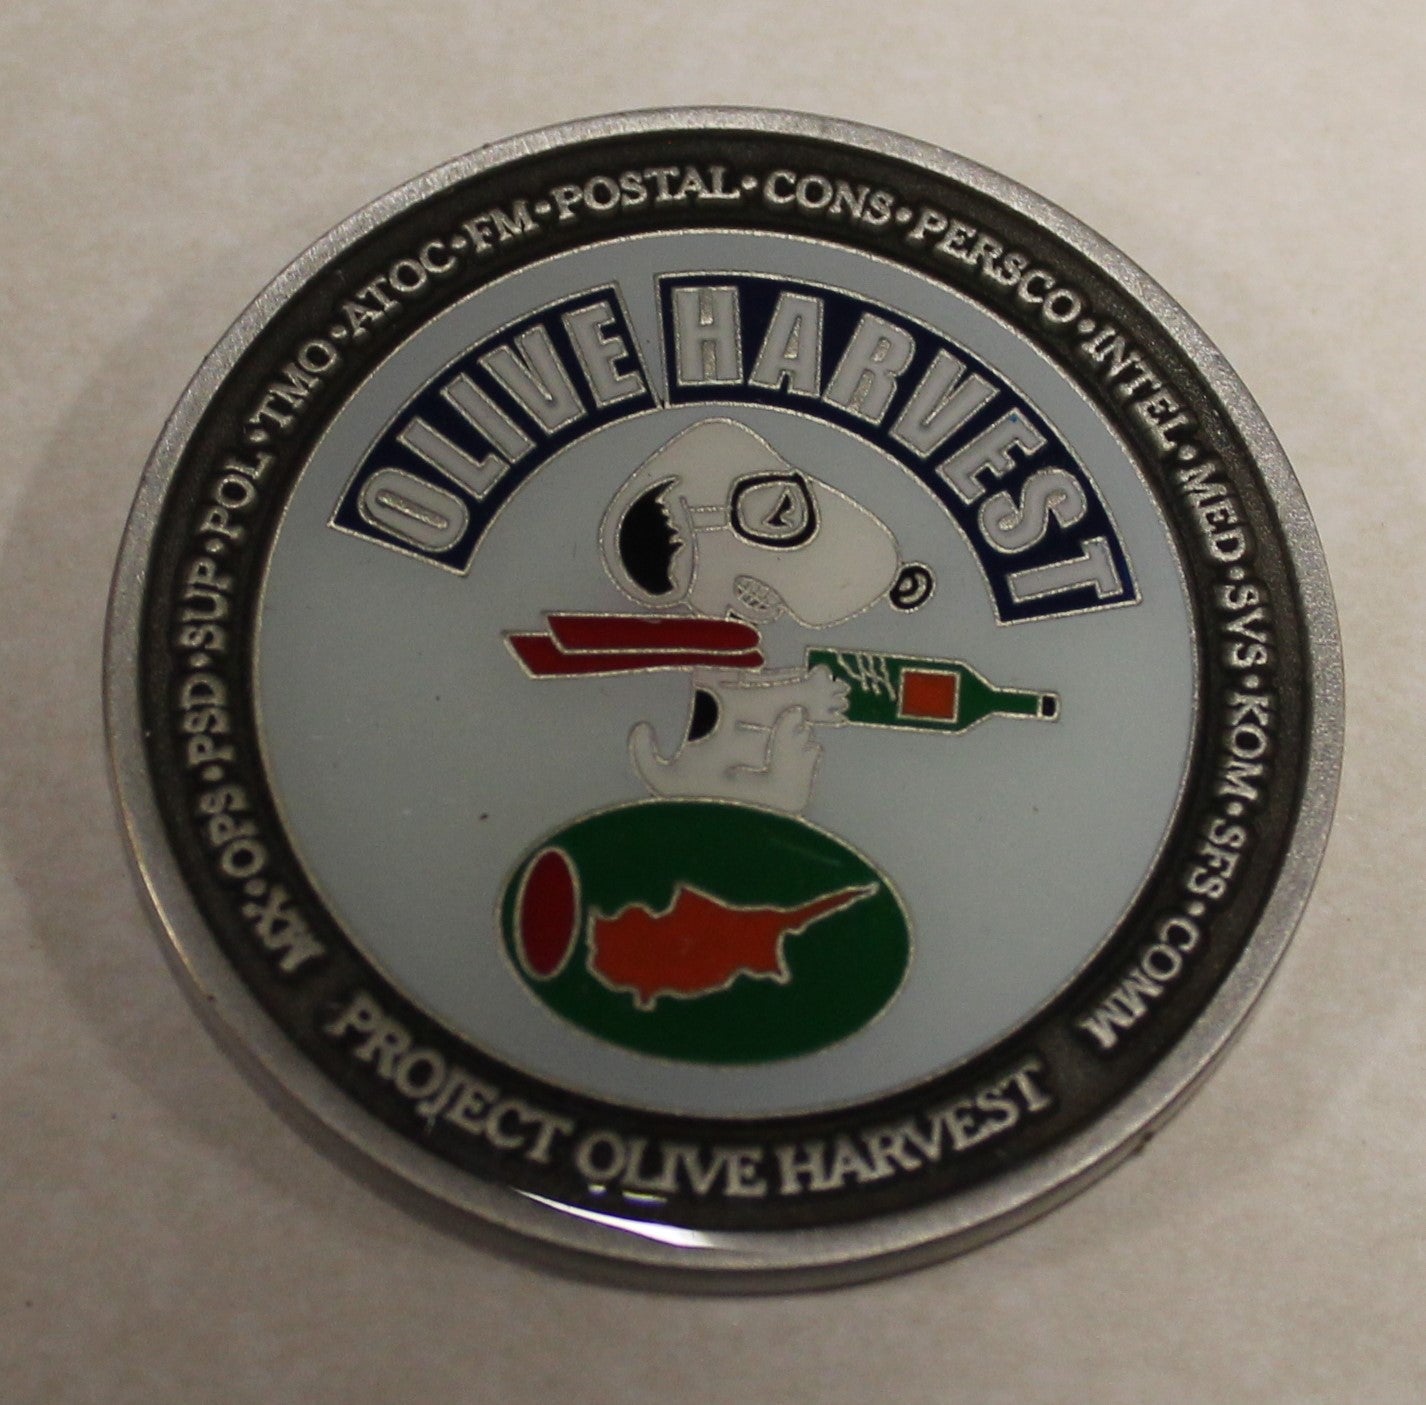 MX·OPS·PSD·SUP·POL·TMO·ATOC·FM·POSTAL·CONS·PERSCO·INTEL·MED·SVS·KOM·SFS·COMM
OLIVE HARVEST
PROJECT OLIVE HARVEST